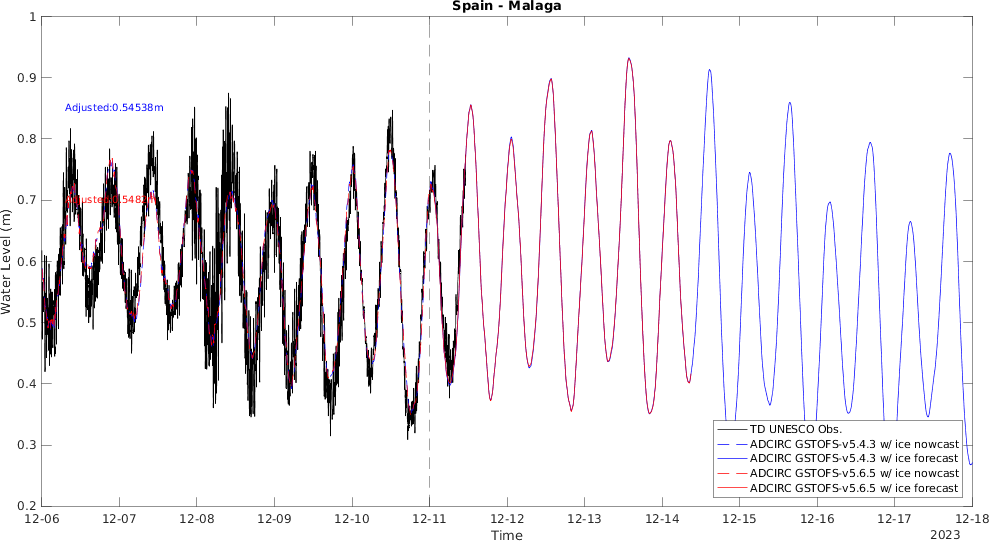 Spain - Malaga
1
0.9
0.8
0.7
0.6
0.5
0.4
0.3
0.2
Water Level (m)
Adjusted:0.54538m
TD UNESCO Obs.
ADCIRC GSTOFS-v5.4.3 w/ ice nowcast
ADCIRC GSTOFS-v5.4.3 w/ ice forecast
ADCIRC GSTOFS-v5.6.5 w/ ice nowcast
ADCIRC GSTOFS-v5.6.5 w/ ice forecast
12-06 12-07 12-08 12-09 12-10 12-11 12-12 12-13 12-14 12-15 12-16 12-17 12-18
Time
2023